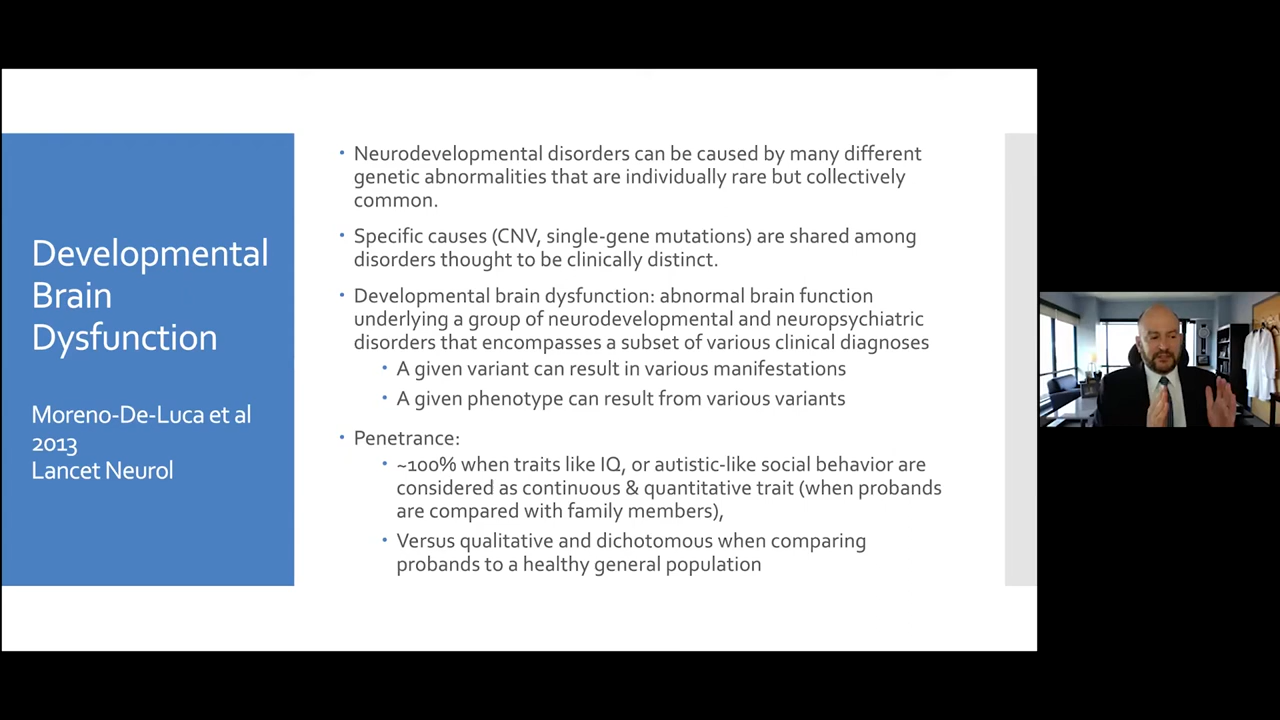 Developmental
Brain
Dysfunction
Moreno-De-Luca et al
2013
Lancet Neurol
• Neurodevelopmental disorders can be caused by many different
genetic abnormalities that are individually rare but collectively
common.
• Specific causes (CNV, single-gene mutations) are shared among
disorders thought to be clinically distinct.
• Developmental brain dysfunction: abnormal brain function
underlying a group of neurodevelopmental and neuropsychiatric
disorders that encompasses a subset of various clinical diagnoses
• A given variant can result in various manifestations
• A given phenotype can result from various variants
• Penetrance:
• ~100% when traits like IQ, or autistic-like social behavior are
considered as continuous & quantitative trait (when probands
are compared with family members),
• Versus qualitative and dichotomous when comparing
probands to a healthy general population